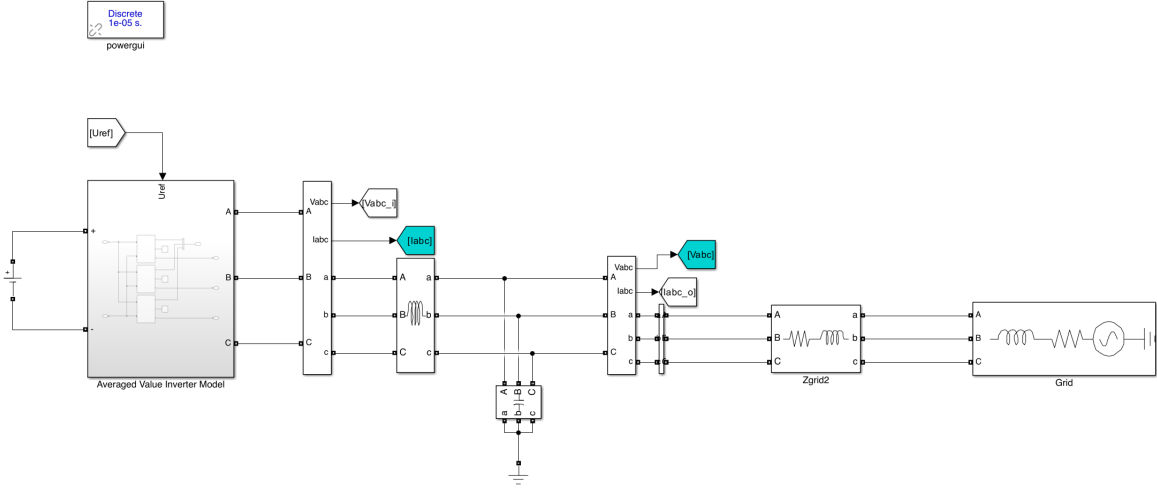 Discrete
1e-05 s.
powergui
[Uref]
Uref
+
-
A
B
C
Averaged Value Inverter Model
+
Vabc
Iabc
A
B
C
a
b
c
[Vabc_i]
[Iabc]
A
B
C
a
b
c
A
B
C
a
b
c
Vabc
Iabc
A
B
C
a
b
c
[Vabc]
[Iabc_o]
A
B
C
a
b
c
Zgrid2
A
B
C
Grid